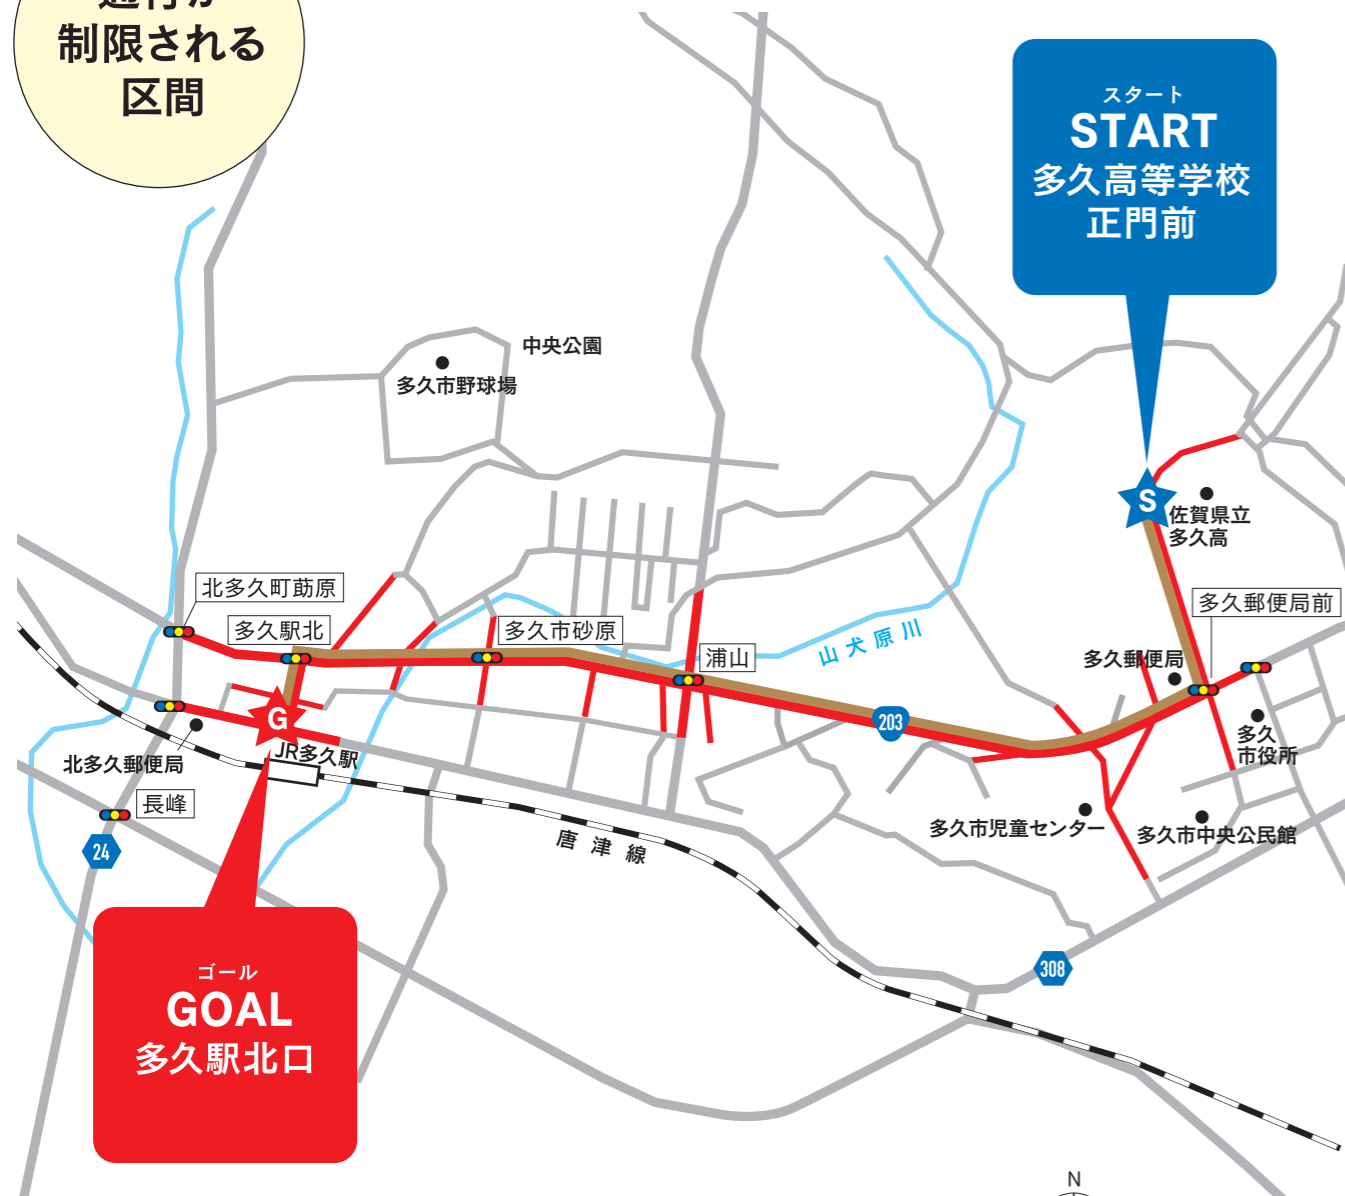 制限される
区間
スタート
START
多久高等学校
正門前
中央公園
多久市野球場
S
佐賀県立
多久高
北多久町莇原
多久駅北
多久市砂原
浦山
山犬原川
多久郵便局前
多久郵便局
203
G
JR多久駅
北多久郵便局
長峰
24
多久
市役所
多久市児童センター
多久市中央公民館
唐津線
308
ゴール
GOAL
多久駅北口
N